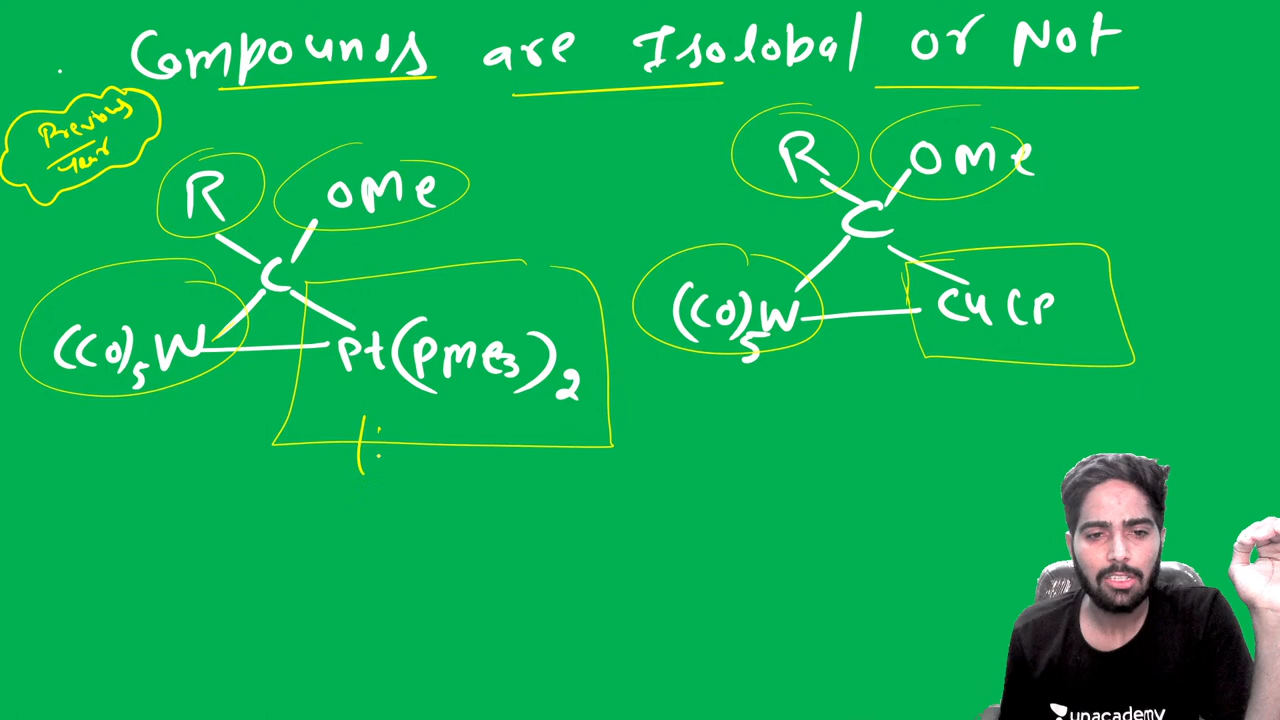 Compounds are Isolobal or Not
Previous
Year
R OMe
C
(CO)5W Pt(PMe3)2
R OMe
C
(CO)5W CuCp
unacademy